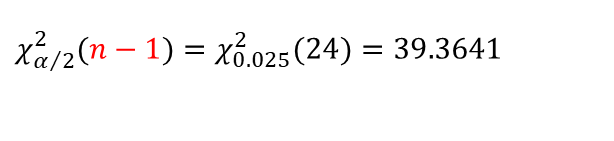 χ²_{α/2}(n − 1) = χ²_{0.025}(24) = 39.3641